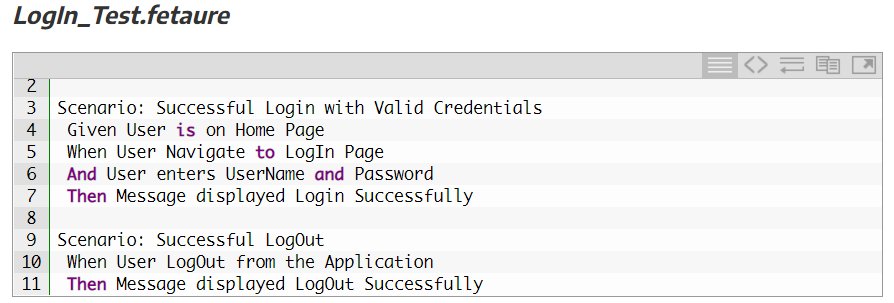 LogIn_Test.fetaure
2
3 Scenario: Successful Login with Valid Credentials
4 Given User is on Home Page
5 When User Navigate to LogIn Page
6 And User enters UserName and Password
7 Then Message displayed Login Successfully
8
9 Scenario: Successful LogOut
10 When User LogOut from the Application
11 Then Message displayed LogOut Successfully